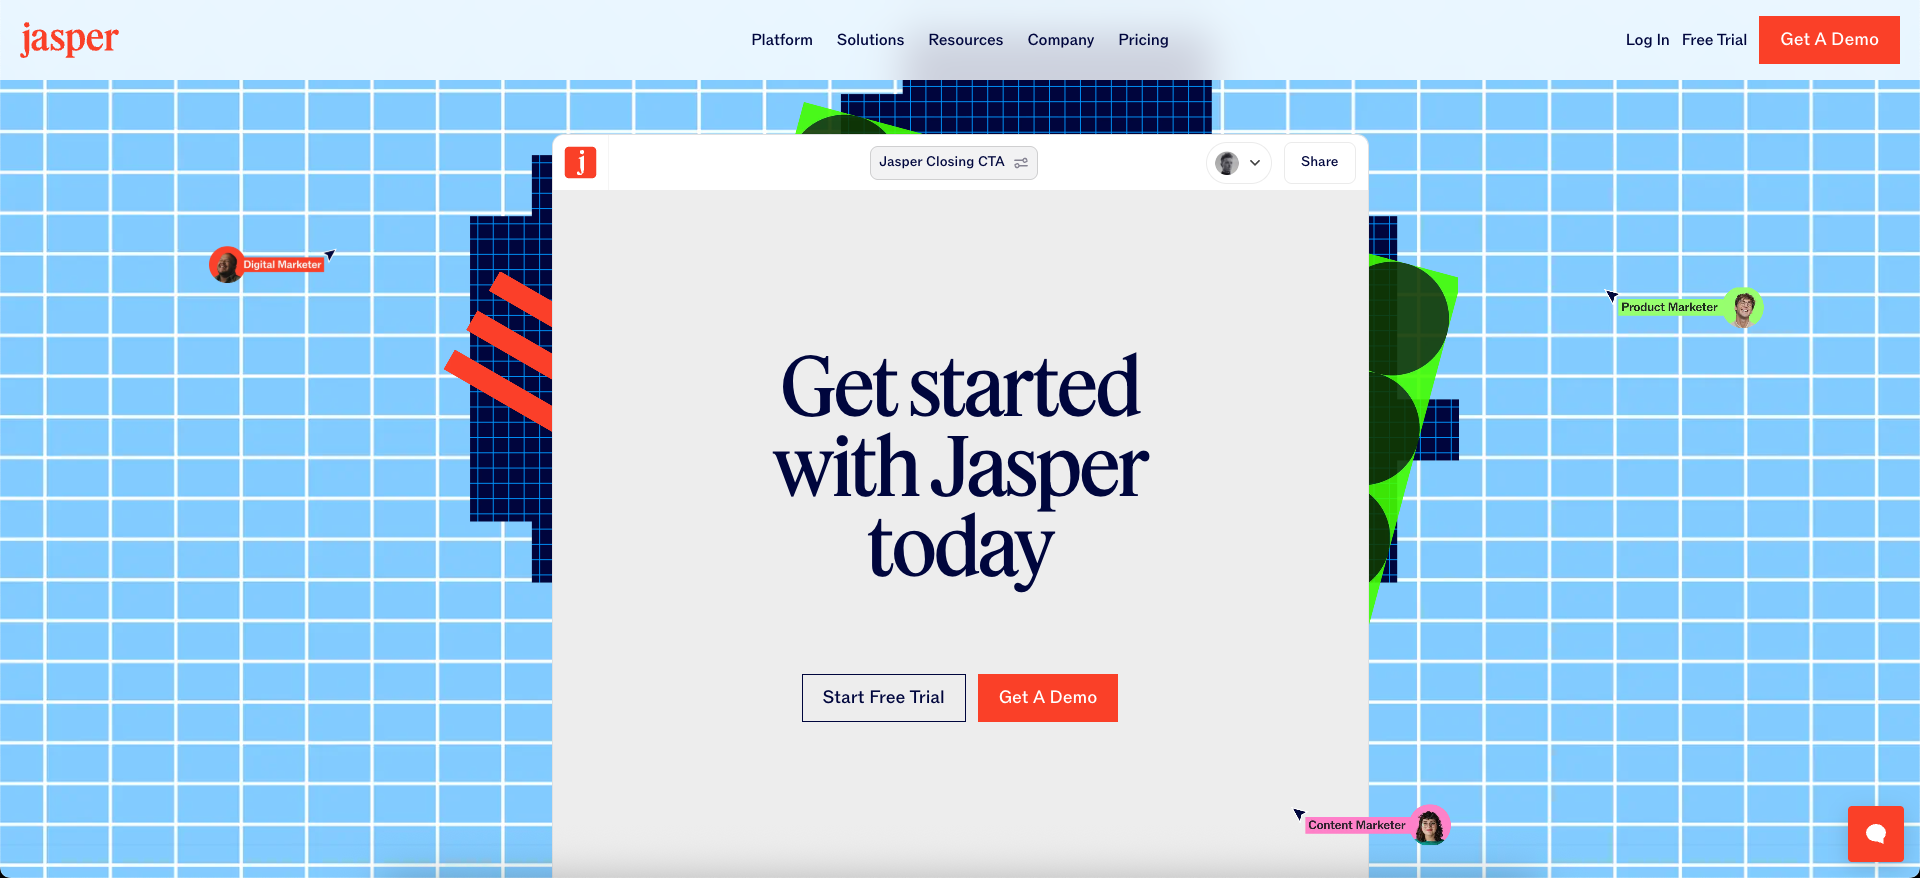 jasper
Platform Solutions Resources Company Pricing
Log In Free Trial Get A Demo
j
Jasper Closing CTA
Share
Digital Marketer
Product Marketer
Get started
with Jasper
today
Start Free Trial
Get A Demo
Content Marketer